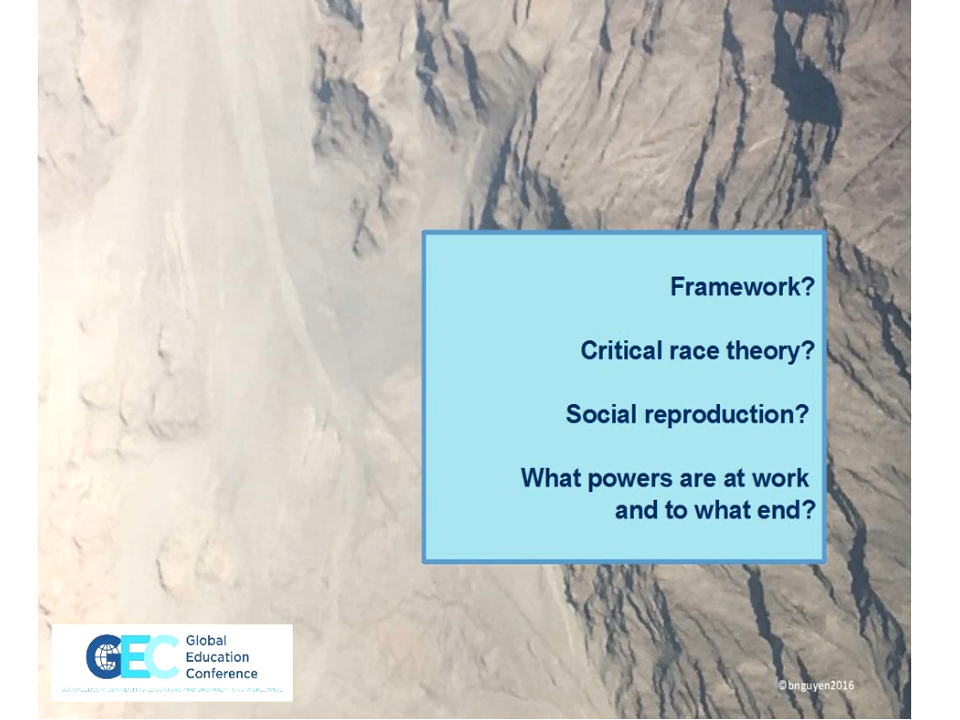 Framework?
Critical race theory?
Social reproduction?
What powers are at work
and to what end?
GEC
Global
Education
Conference
©bnguyen2016